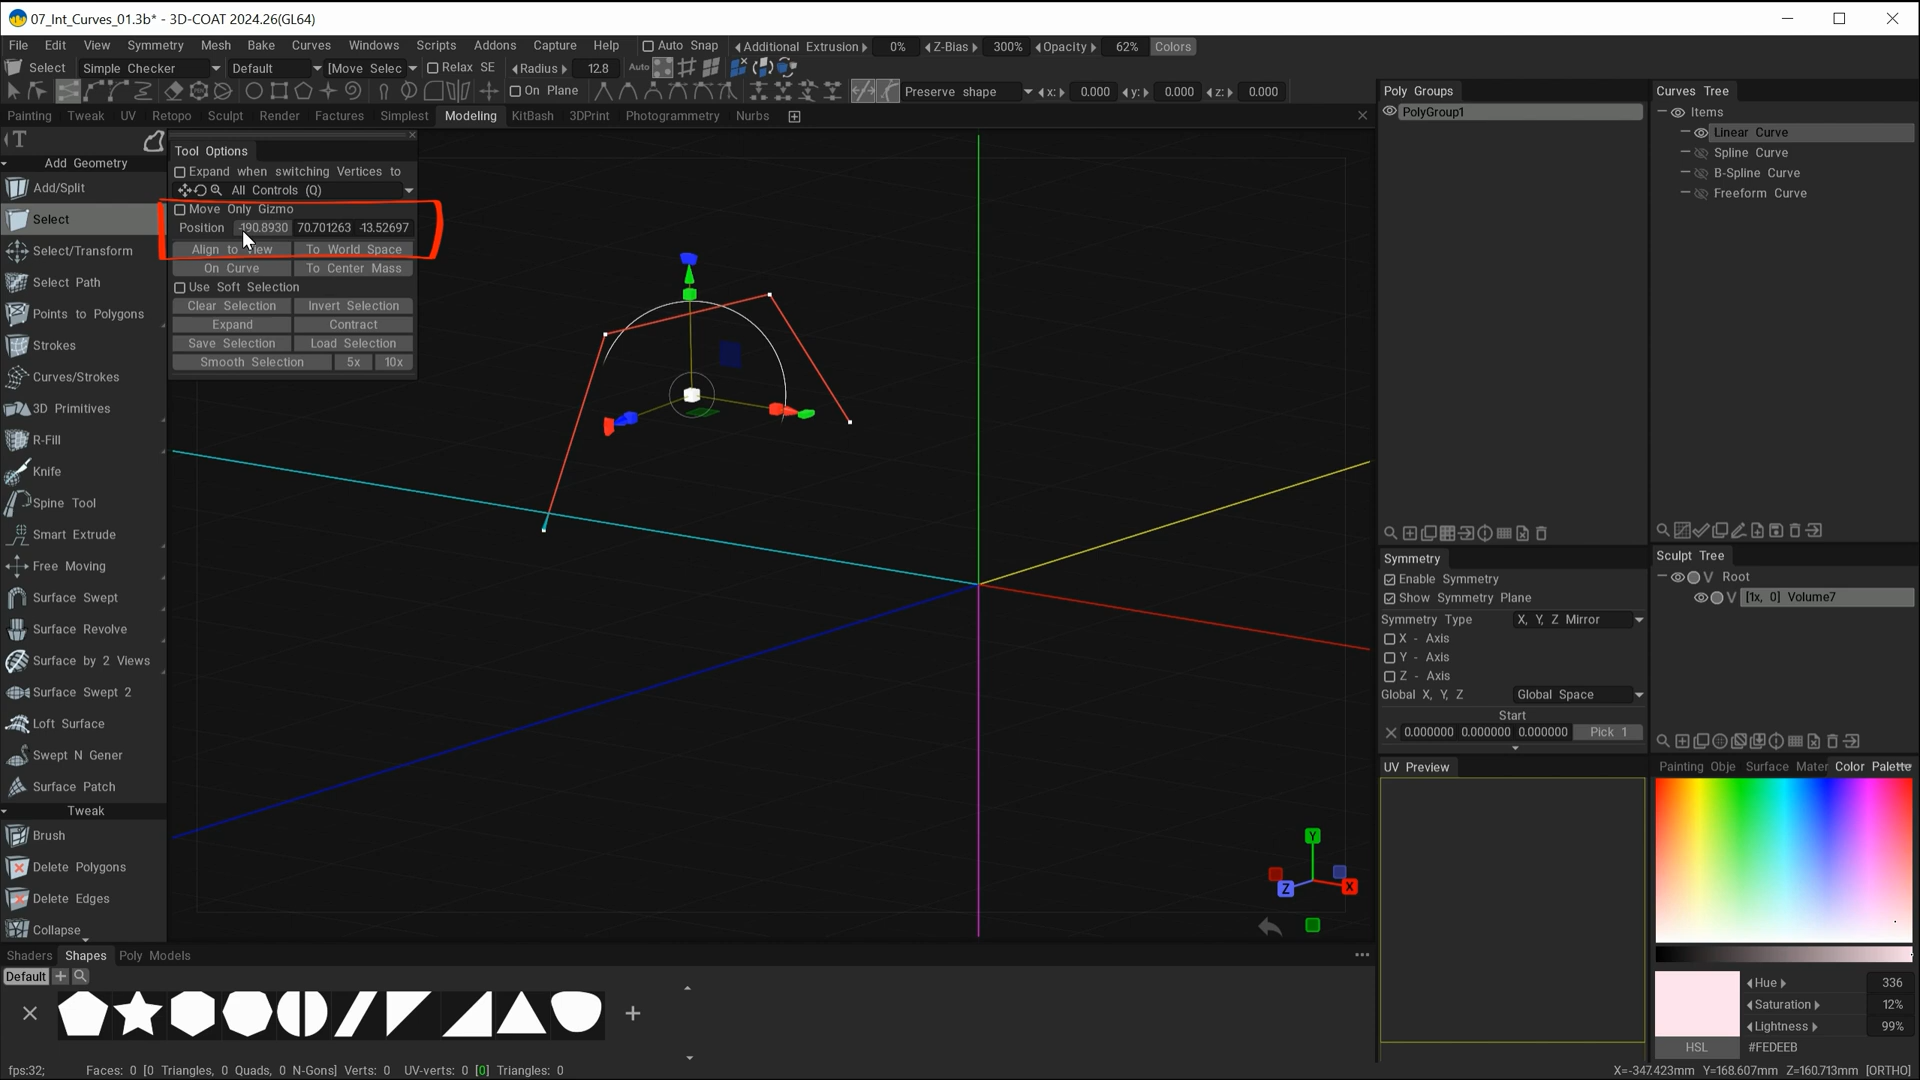 07_Int_Curves_01.3b* - 3D-COAT 2024.26(GL64)
File Edit View Symmetry Mesh Bake Curves Windows Scripts Addons Capture Help Auto Snap Additional Extrusion 0% Z-Bias 300% Opacity 62% Colors
Select Simple Checker Default [Move Selec Relax SE Radius 12.8 Auto
On Plane Preserve shape x: 0.000 y: 0.000 z: 0.000
Painting Tweak UV Retopo Sculpt Render Factures Simplest Modeling KitBash 3DPrint Photogrammetry Nurbs
Add Geometry
Add/Split
Select
Select/Transform
Select Path
Points to Polygons
Strokes
Curves/Strokes
3D Primitives
R-Fill
Knife
Spine Tool
Smart Extrude
Free Moving
Surface Swept
Surface Revolve
Surface by 2 Views
Surface Swept 2
Loft Surface
Swept N Gener
Surface Patch
Tweak
Brush
Delete Polygons
Delete Edges
Collapse
Tool Options
Expand when switching Vertices to
All Controls (Q)
Move Only Gizmo
Position -190.8930 70.701263 -13.52697
Align to View To World Space
On Curve To Center Mass
Use Soft Selection
Clear Selection Invert Selection
Expand Contract
Save Selection Load Selection
Smooth Selection 5x 10x
Y
Z
X
Poly Groups
PolyGroup1
Symmetry
Enable Symmetry
Show Symmetry Plane
Symmetry Type X, Y, Z Mirror
X - Axis
Y - Axis
Z - Axis
Global X, Y, Z Global Space
Start
0.000000 0.000000 0.000000 Pick 1
UV Preview
Curves Tree
Items
Linear Curve
Spline Curve
B-Spline Curve
Freeform Curve
Sculpt Tree
V Root
V [1x, 0] Volume7
Painting Obje Surface Mater Color Palette
Hue 336
Saturation 12%
Lightness 99%
HSL #FEDEEB
Shaders Shapes Poly Models
Default
fps:32; Faces: 0 [0 Triangles, 0 Quads, 0 N-Gons] Verts: 0 UV-verts: 0 [0] Triangles: 0
X=-347.423mm Y=168.607mm Z=160.713mm [ORTHO]